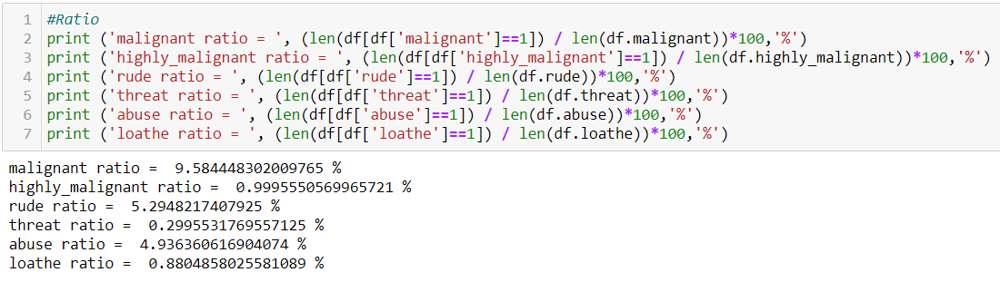 1 #Ratio
2 print ('malignant ratio = ', (len(df[df['malignant']==1]) / len(df.malignant))*100,'%')
3 print ('highly_malignant ratio = ', (len(df[df['highly_malignant']==1]) / len(df.highly_malignant))*100,'%')
4 print ('rude ratio = ', (len(df[df['rude']==1]) / len(df.rude))*100,'%')
5 print ('threat ratio = ', (len(df[df['threat']==1]) / len(df.threat))*100,'%')
6 print ('abuse ratio = ', (len(df[df['abuse']==1]) / len(df.abuse))*100,'%')
7 print ('loathe ratio = ', (len(df[df['loathe']==1]) / len(df.loathe))*100,'%')
malignant ratio =  9.584448302009765 %
highly_malignant ratio =  0.9995550569965721 %
rude ratio =  5.2948217407925 %
threat ratio =  0.2995531769557125 %
abuse ratio =  4.936360616904074 %
loathe ratio =  0.8804858025581089 %